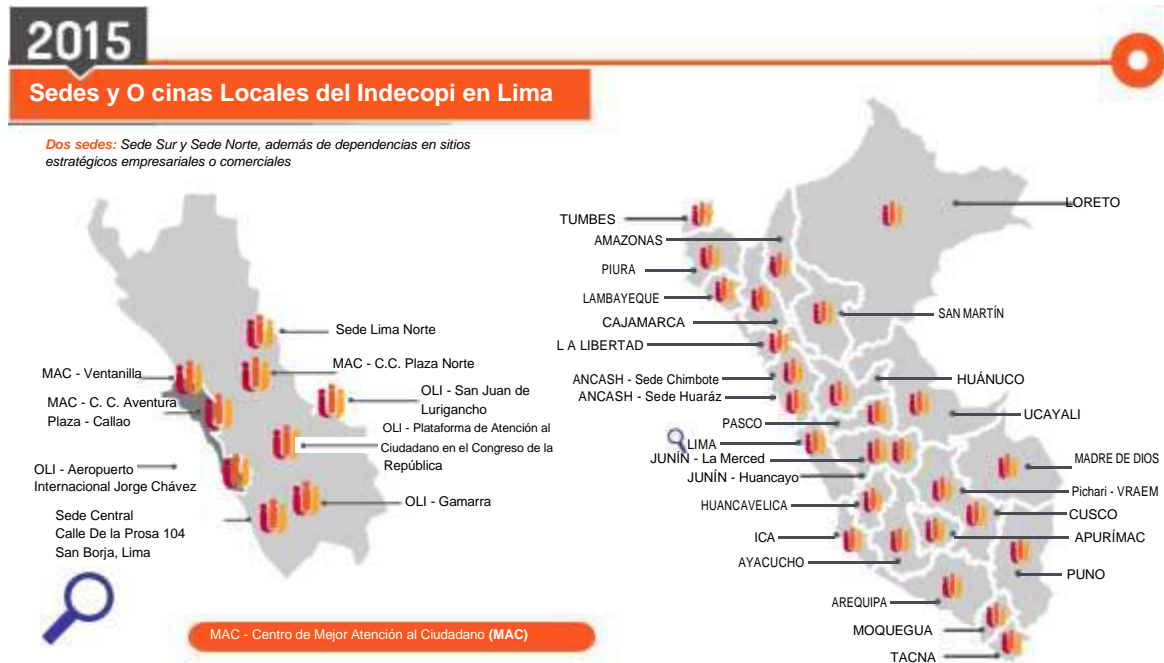 2015
Sedes y O cinas Locales del Indecopi en Lima
Dos sedes: Sede Sur y Sede Norte, además de dependencias en sitios
estratégicos empresariales o comerciales
Sede Lima Norte
MAC - C.C. Plaza Norte
MAC - Ventanilla
MAC - C. C. Aventura
Plaza - Callao
OLI - San Juan de
Lurigancho
OLI - Plataforma de Atención al
Ciudadano en el Congreso de la
República
OLI - Aeropuerto
Internacional Jorge Chávez
OLI - Gamarra
Sede Central
Calle De la Prosa 104
San Borja, Lima
MAC - Centro de Mejor Atención al Ciudadano (MAC)
TUMBES
LORETO
AMAZONAS
PIURA
LAMBAYEQUE
CAJAMARCA
SAN MARTÍN
L A LIBERTAD
ANCASH - Sede Chimbote
HUÁNUCO
ANCASH - Sede Huaráz
UCAYALI
PASCO
LIMA
JUNÍN - La Merced
MADRE DE DIOS
JUNÍN - Huancayo
Pichari - VRAEM
HUANCAVELICA
CUSCO
ICA
APURÍMAC
AYACUCHO
PUNO
AREQUIPA
MOQUEGUA
TACNA